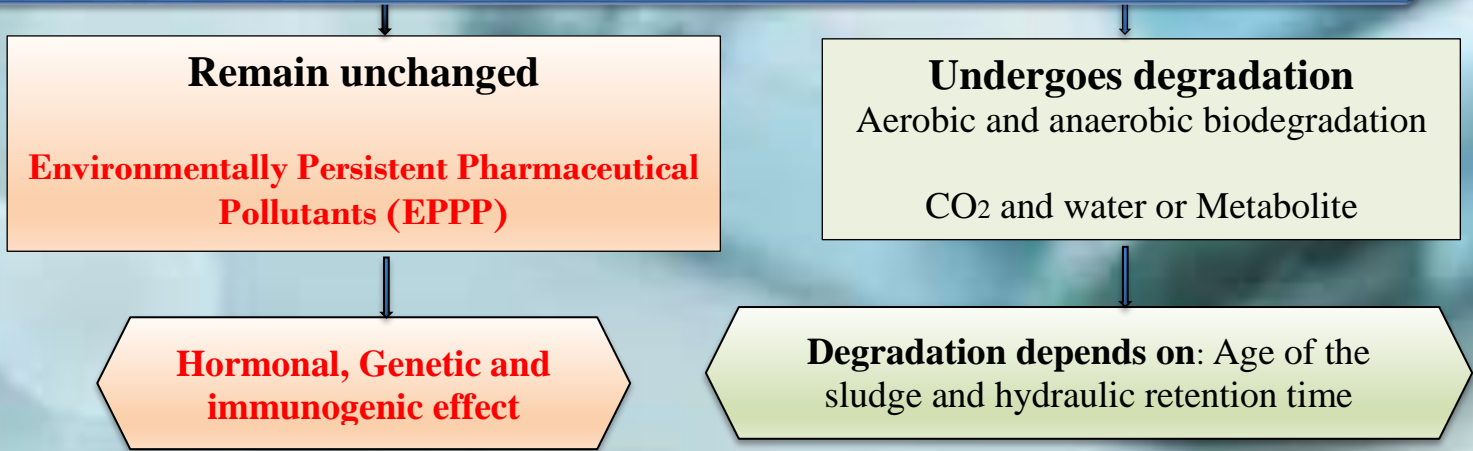 Remain unchanged
Environmentally Persistent Pharmaceutical
Pollutants (EPPP)
Hormonal, Genetic and
immunogenic effect
Undergoes degradation
Aerobic and anaerobic biodegradation
CO2 and water or Metabolite
Degradation depends on: Age of the
sludge and hydraulic retention time